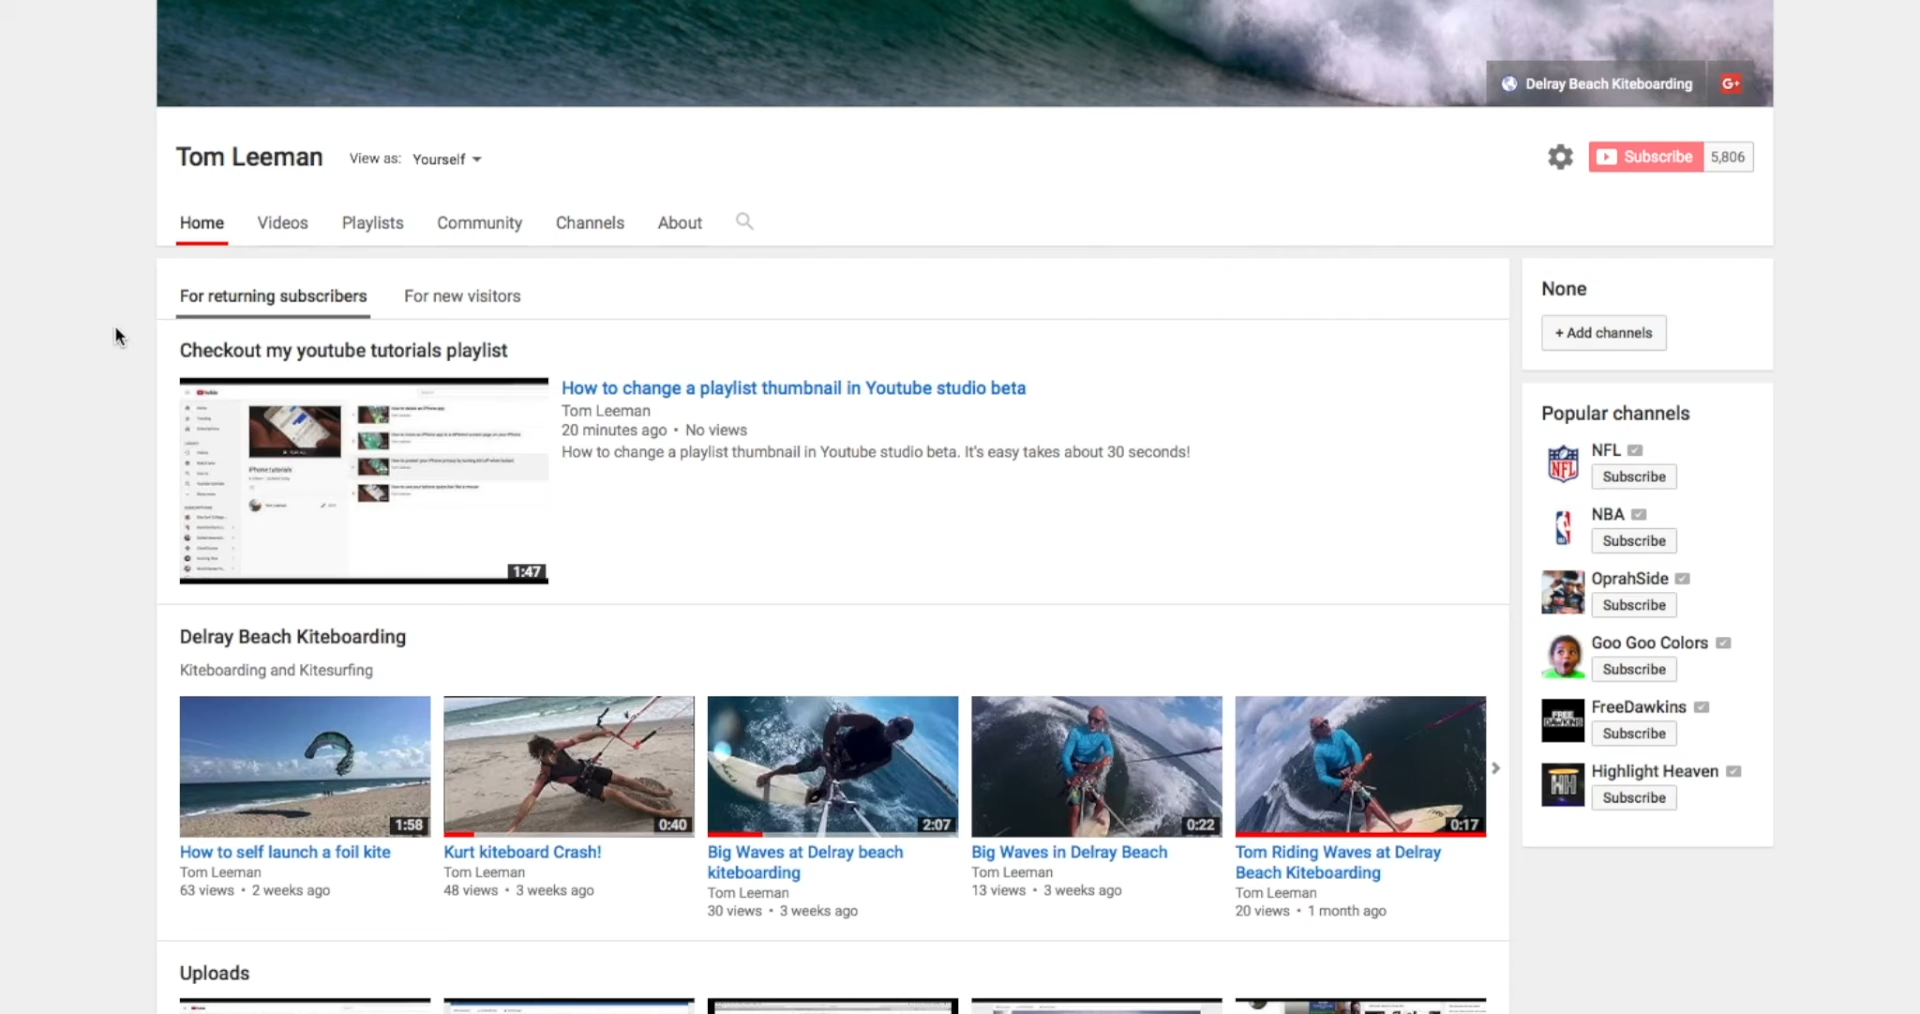 Delray Beach Kiteboarding
G+
Tom Leeman
View as: Yourself
Subscribe 5,806
Home Videos Playlists Community Channels About
For returning subscribers For new visitors
Checkout my youtube tutorials playlist
How to change a playlist thumbnail in Youtube studio beta
Tom Leeman
20 minutes ago • No views
How to change a playlist thumbnail in Youtube studio beta. It's easy takes about 30 seconds!
1:47
Delray Beach Kiteboarding
Kiteboarding and Kitesurfing
1:58
How to self launch a foil kite
Tom Leeman
63 views • 2 weeks ago
0:40
Kurt kiteboard Crash!
Tom Leeman
48 views • 3 weeks ago
2:07
Big Waves at Delray beach
kiteboarding
Tom Leeman
30 views • 3 weeks ago
0:22
Big Waves in Delray Beach
Tom Leeman
13 views • 3 weeks ago
0:17
Tom Riding Waves at Delray
Beach Kiteboarding
Tom Leeman
20 views • 1 month ago
Uploads
None
+ Add channels
Popular channels
NFL
NFL
Subscribe
NBA
Subscribe
OprahSide
Subscribe
Goo Goo Colors
Subscribe
FREE
DAWKINS
FreeDawkins
Subscribe
HH
Highlight Heaven
Subscribe